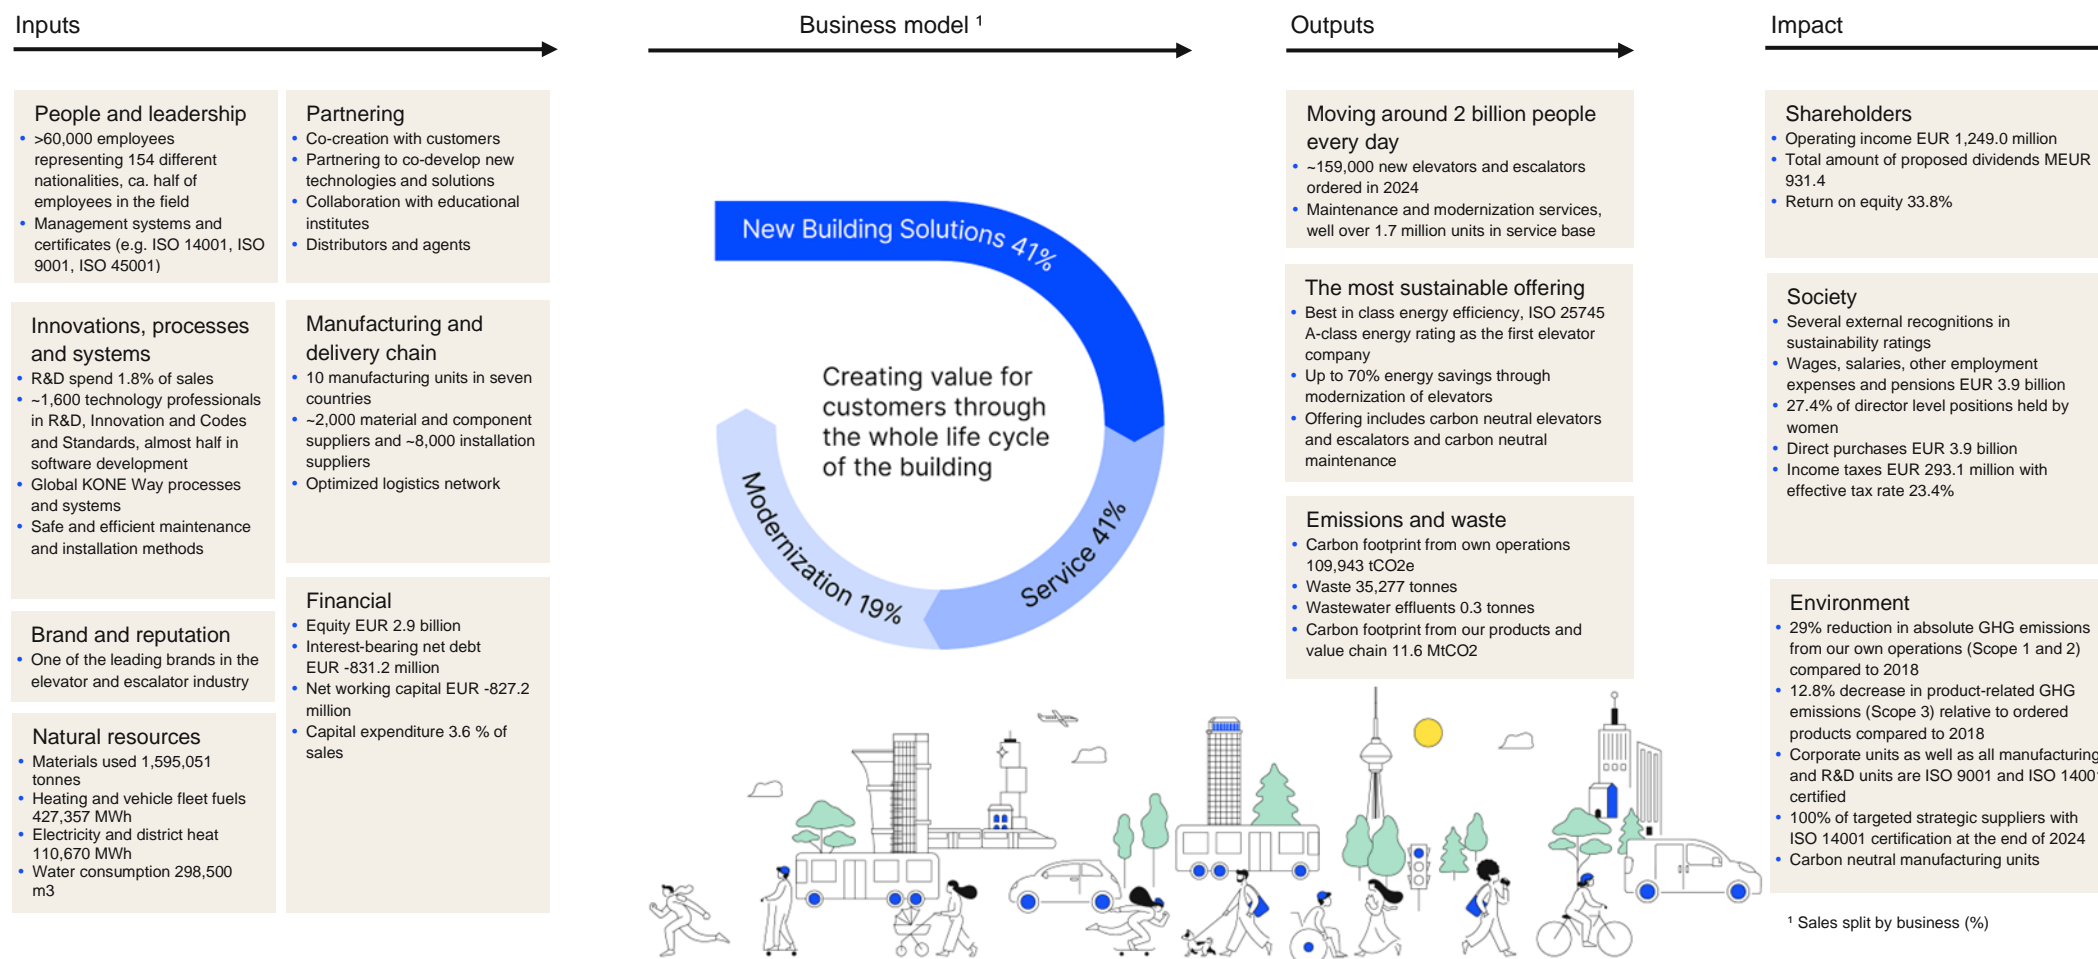 Inputs
People and leadership
• >60,000 employees
representing 154 different
nationalities, ca. half of
employees in the field
• Management systems and
certificates (e.g. ISO 14001, ISO
9001, ISO 45001)
Innovations, processes
and systems
• R&D spend 1.8% of sales
• ~1,600 technology professionals
in R&D, Innovation and Codes
and Standards, almost half in
software development
• Global KONE Way processes
and systems
• Safe and efficient maintenance
and installation methods
Brand and reputation
• One of the leading brands in the
elevator and escalator industry
Natural resources
• Materials used 1,595,051
tonnes
• Heating and vehicle fleet fuels
427,357 MWh
• Electricity and district heat
110,670 MWh
• Water consumption 298,500
m3
Partnering
• Co-creation with customers
• Partnering to co-develop new
technologies and solutions
• Collaboration with educational
institutes
• Distributors and agents
Manufacturing and
delivery chain
• 10 manufacturing units in seven
countries
• ~2,000 material and component
suppliers and ~8,000 installation
suppliers
• Optimized logistics network
Financial
• Equity EUR 2.9 billion
• Interest-bearing net debt
EUR -831.2 million
• Net working capital EUR -827.2
million
• Capital expenditure 3.6 % of
sales
Business model ¹
New Building Solutions 41%
Creating value for
customers through
the whole life cycle
of the building
Service 41%
Modernization 19%
Outputs
Moving around 2 billion people
every day
• ~159,000 new elevators and escalators
ordered in 2024
• Maintenance and modernization services,
well over 1.7 million units in service base
The most sustainable offering
• Best in class energy efficiency, ISO 25745
A-class energy rating as the first elevator
company
• Up to 70% energy savings through
modernization of elevators
• Offering includes carbon neutral elevators
and escalators and carbon neutral
maintenance
Emissions and waste
• Carbon footprint from own operations
109,943 tCO2e
• Waste 35,277 tonnes
• Wastewater effluents 0.3 tonnes
• Carbon footprint from our products and
value chain 11.6 MtCO2
Impact
Shareholders
• Operating income EUR 1,249.0 million
• Total amount of proposed dividends MEUR
931.4
• Return on equity 33.8%
Society
• Several external recognitions in
sustainability ratings
• Wages, salaries, other employment
expenses and pensions EUR 3.9 billion
• 27.4% of director level positions held by
women
• Direct purchases EUR 3.9 billion
• Income taxes EUR 293.1 million with
effective tax rate 23.4%
Environment
• 29% reduction in absolute GHG emissions
from our own operations (Scope 1 and 2)
compared to 2018
• 12.8% decrease in product-related GHG
emissions (Scope 3) relative to ordered
products compared to 2018
• Corporate units as well as all manufacturing
and R&D units are ISO 9001 and ISO 14001
certified
• 100% of targeted strategic suppliers with
ISO 14001 certification at the end of 2024
• Carbon neutral manufacturing units
¹ Sales split by business (%)